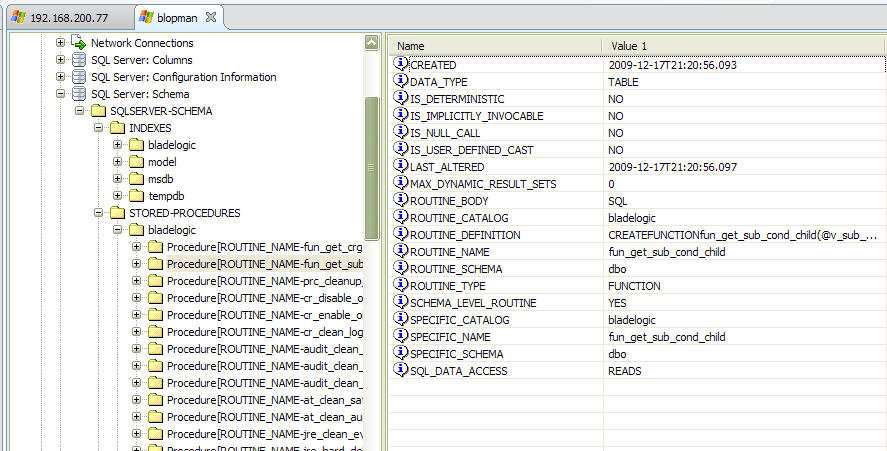 192.168.200.77
blopman
Network Connections
SQL Server: Columns
SQL Server: Configuration Information
SQL Server: Schema
SQLSERVER-SCHEMA
INDEXES
bladelogic
model
msdb
tempdb
STORED-PROCEDURES
bladelogic
Procedure[ROUTINE_NAME-fun_get_crg
Procedure[ROUTINE_NAME-fun_get_sub
Procedure[ROUTINE_NAME-prc_cleanup_
Procedure[ROUTINE_NAME-cr_disable_o
Procedure[ROUTINE_NAME-cr_enable_o
Procedure[ROUTINE_NAME-cr_clean_log
Procedure[ROUTINE_NAME-audit_clean_
Procedure[ROUTINE_NAME-audit_clean_
Procedure[ROUTINE_NAME-audit_clean_
Procedure[ROUTINE_NAME-at_clean_sa
Procedure[ROUTINE_NAME-at_clean_au
Procedure[ROUTINE_NAME-jre_clean_ev
Procedure[ROUTINE_NAME-jre_hard_de
Name Value 1
CREATED 2009-12-17T21:20:56.093
DATA_TYPE TABLE
IS_DETERMINISTIC NO
IS_IMPLICITLY_INVOCABLE NO
IS_NULL_CALL NO
IS_USER_DEFINED_CAST NO
LAST_ALTERED 2009-12-17T21:20:56.097
MAX_DYNAMIC_RESULT_SETS 0
ROUTINE_BODY SQL
ROUTINE_CATALOG bladelogic
ROUTINE_DEFINITION CREATEFUNCTIONfun_get_sub_cond_child(@v_sub_...
ROUTINE_NAME fun_get_sub_cond_child
ROUTINE_SCHEMA dbo
ROUTINE_TYPE FUNCTION
SCHEMA_LEVEL_ROUTINE YES
SPECIFIC_CATALOG bladelogic
SPECIFIC_NAME fun_get_sub_cond_child
SPECIFIC_SCHEMA dbo
SQL_DATA_ACCESS READS